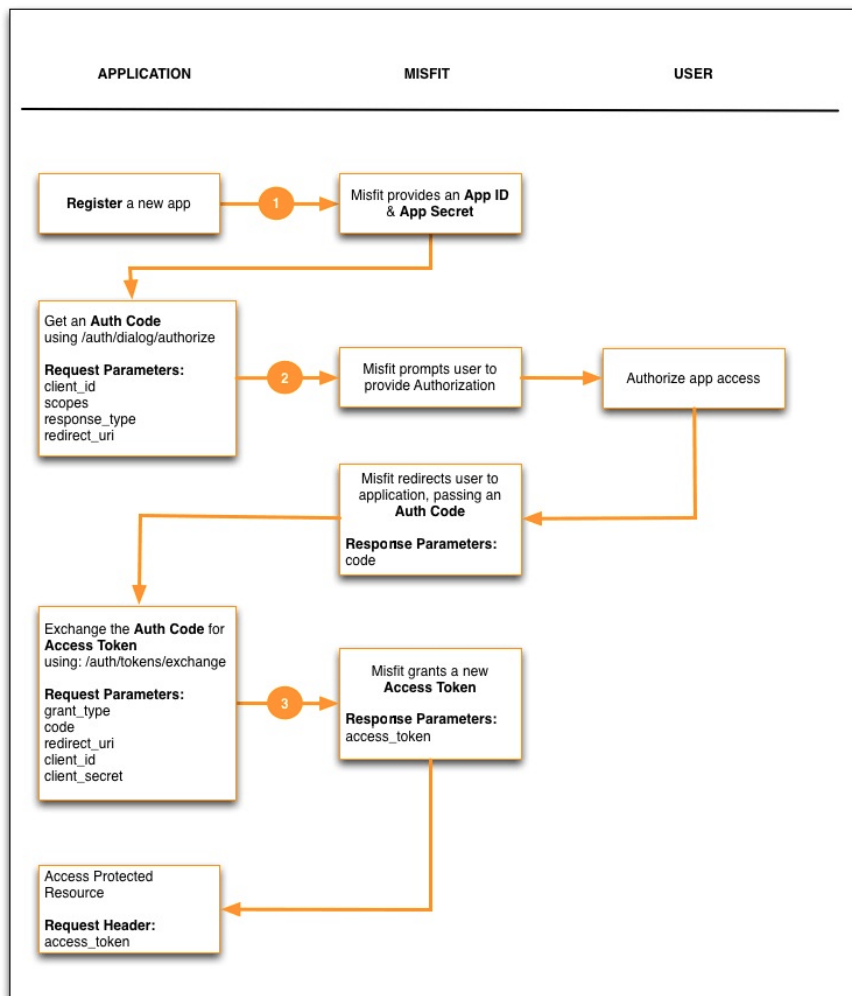 APPLICATION MISFIT USER
Register a new app
1
Misfit provides an App ID
& App Secret
Get an Auth Code
using /auth/dialog/authorize
Request Parameters:
client_id
scopes
response_type
redirect_uri
2
Misfit prompts user to
provide Authorization
Authorize app access
Misfit redirects user to
application, passing an
Auth Code
Response Parameters:
code
Exchange the Auth Code for
Access Token
using: /auth/tokens/exchange
Request Parameters:
grant_type
code
redirect_uri
client_id
client_secret
3
Misfit grants a new
Access Token
Response Parameters:
access_token
Access Protected
Resource
Request Header:
access_token